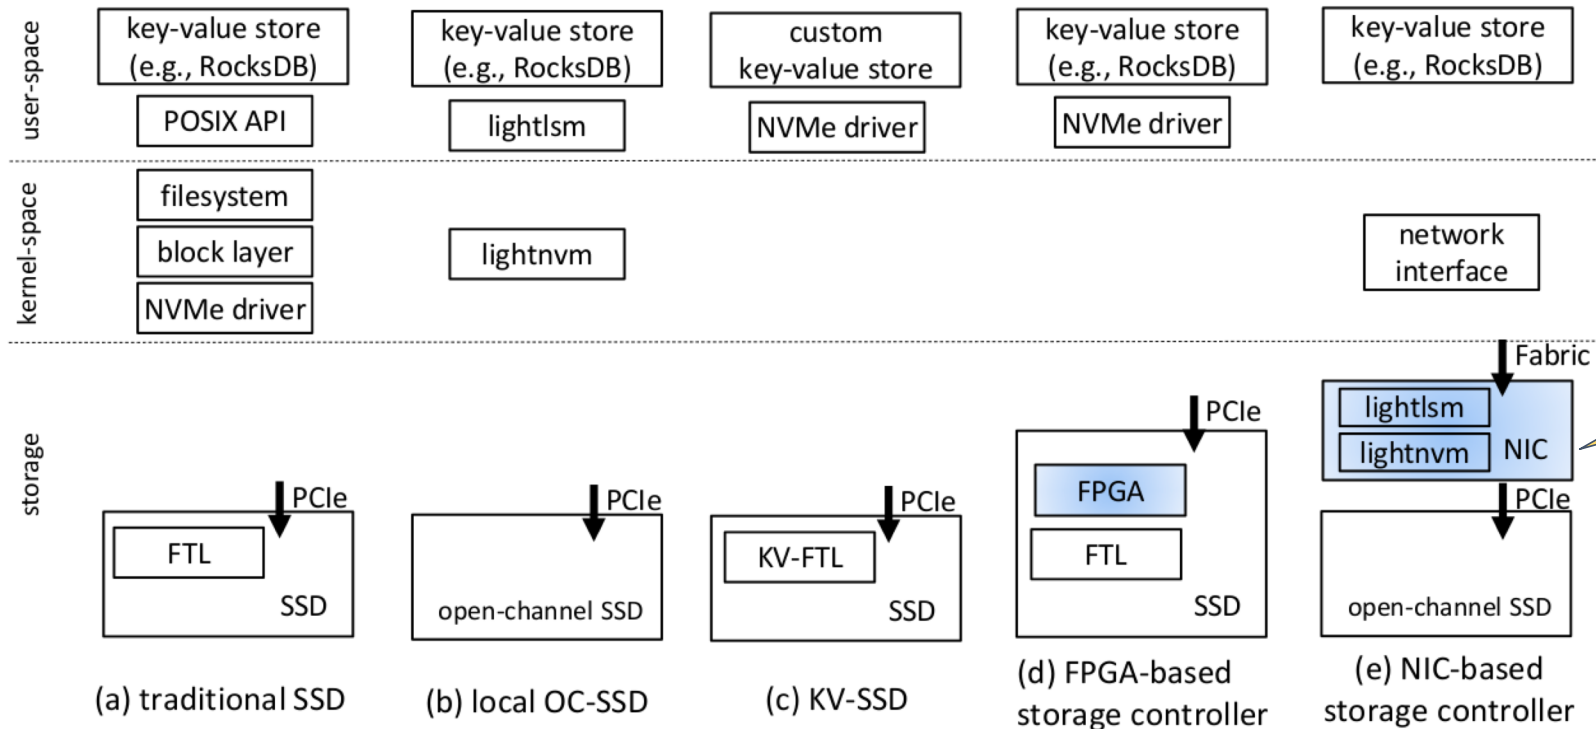 user-space
key-value store
(e.g., RocksDB)
POSIX API
key-value store
(e.g., RocksDB)
lightlsm
custom
key-value store
NVMe driver
key-value store
(e.g., RocksDB)
NVMe driver
key-value store
(e.g., RocksDB)
kernel-space
filesystem
block layer
NVMe driver
lightnvm
network
interface
storage
PCIe
FTL
SSD
PCIe
open-channel SSD
PCIe
KV-FTL
SSD
PCIe
FPGA
FTL
SSD
Fabric
lightlsm
lightnvm
NIC
PCIe
open-channel SSD
(a) traditional SSD
(b) local OC-SSD
(c) KV-SSD
(d) FPGA-based
storage controller
(e) NIC-based
storage controller